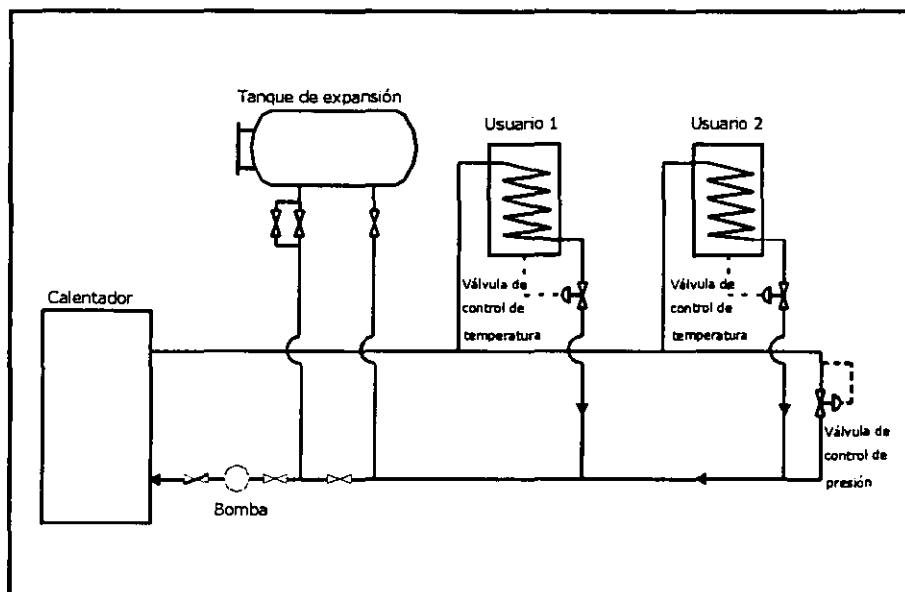 Tanque de expansión
Usuario 1
Usuario 2
Válvula de
control de
temperatura
Válvula de
control de
temperatura
Calentador
Válvula de
control de
presión
Bomba